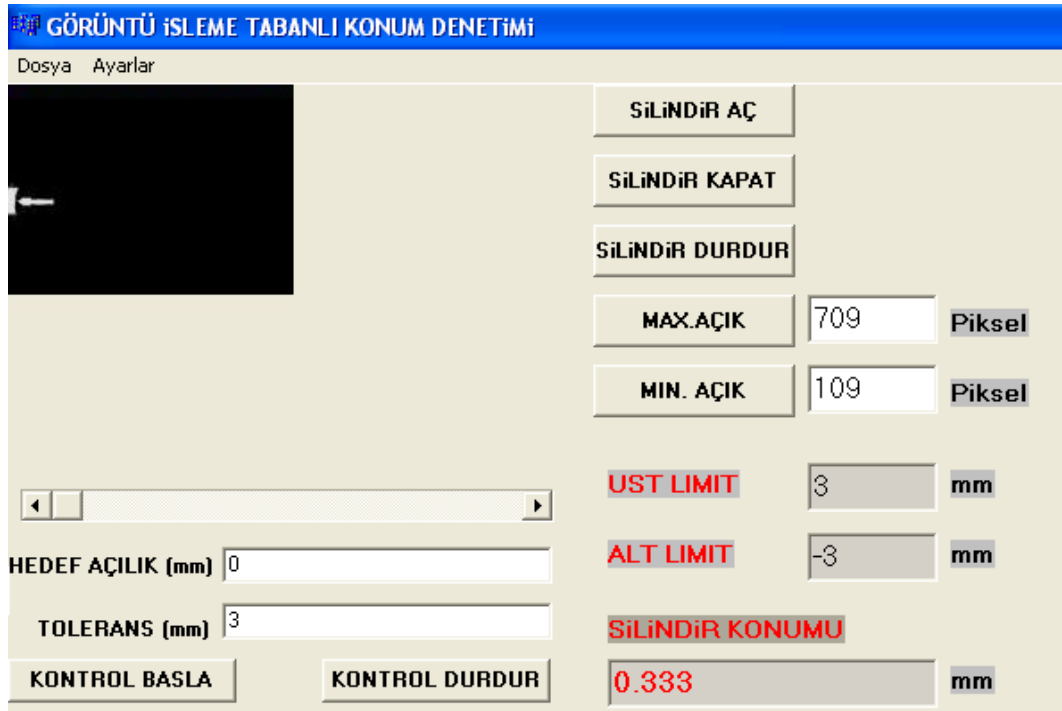 GÖRÜNTÜ iSLEME TABANLI KONUM DENETiMi
Dosya Ayarlar
SiLiNDiR AÇ
SiLiNDiR KAPAT
SiLiNDiR DURDUR
MAX.AÇIK 709 Piksel
MIN. AÇIK 109 Piksel
UST LIMIT 3 mm
ALT LIMIT -3 mm
HEDEF AÇILIK (mm) 0
TOLERANS (mm) 3
SiLiNDiR KONUMU
KONTROL BASLA KONTROL DURDUR 0.333 mm